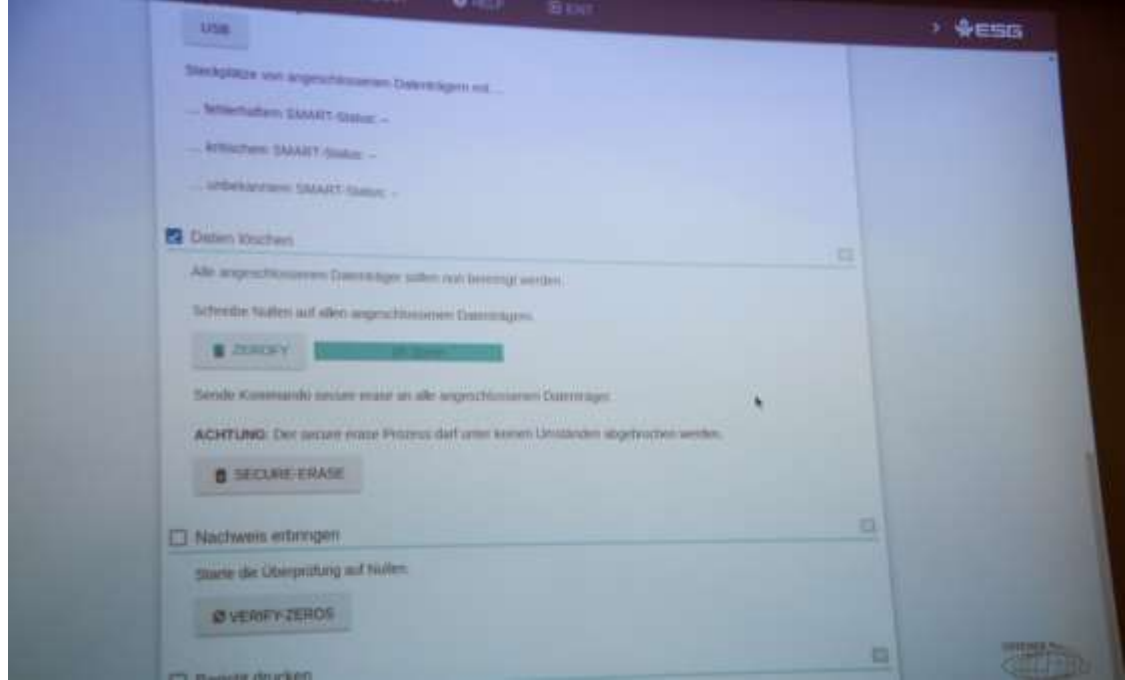 HELP
EXIT
ESG
USB
Steckplätze von angeschlossenen Datenträgern mit ...
... fehlerhaftem SMART-Status: –
... kritischem SMART-Status: –
... unbekanntem SMART-Status: –
Daten löschen
Alle angeschlossenen Datenträger sollen nun bereinigt werden.
Schreibe Nullen auf allen angeschlossenen Datenträgern.
ZEROFY
Sende Kommando secure erase an alle angeschlossenen Datenträger.
ACHTUNG: Der secure erase Prozess darf unter keinen Umständen abgebrochen werden.
SECURE-ERASE
Nachweis erbringen
Starte die Überprüfung auf Nullen.
VERIFY-ZEROS
drucken